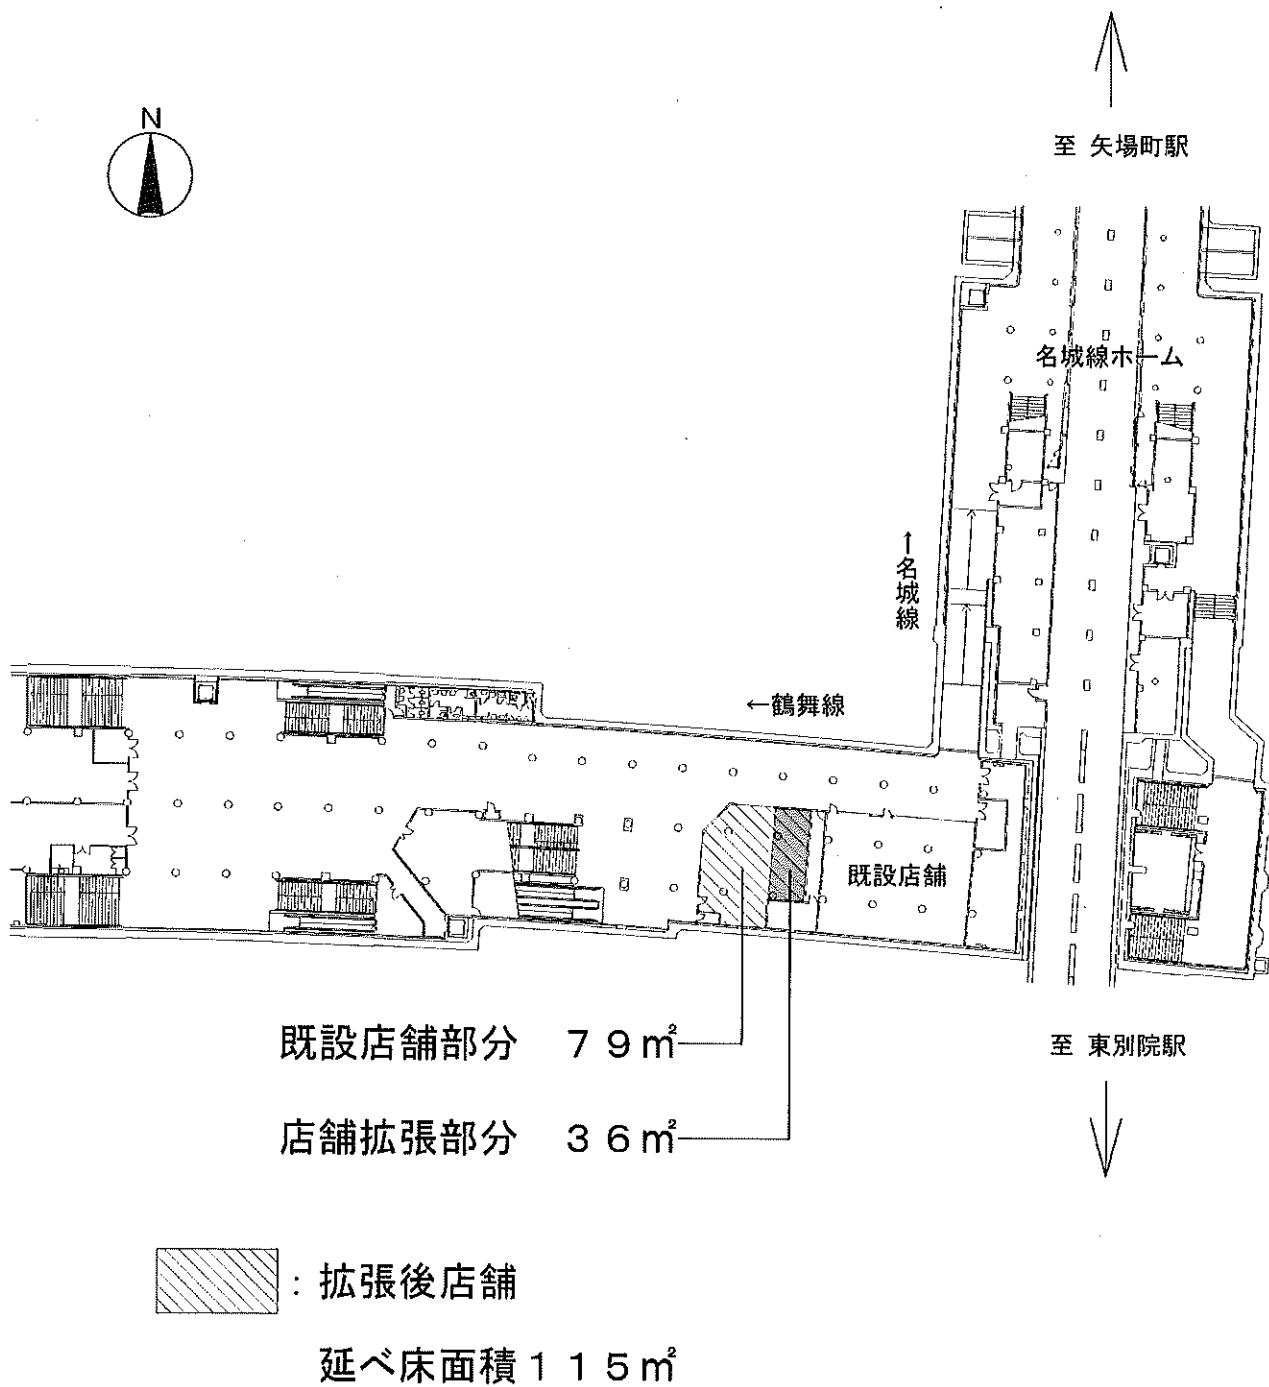 N
至 矢場町駅
名城線ホーム
↑名城線
←鶴舞線
既設店舗
既設店舗部分 79㎡
至 東別院駅
店舗拡張部分 36㎡
：拡張後店舗
延べ床面積115㎡